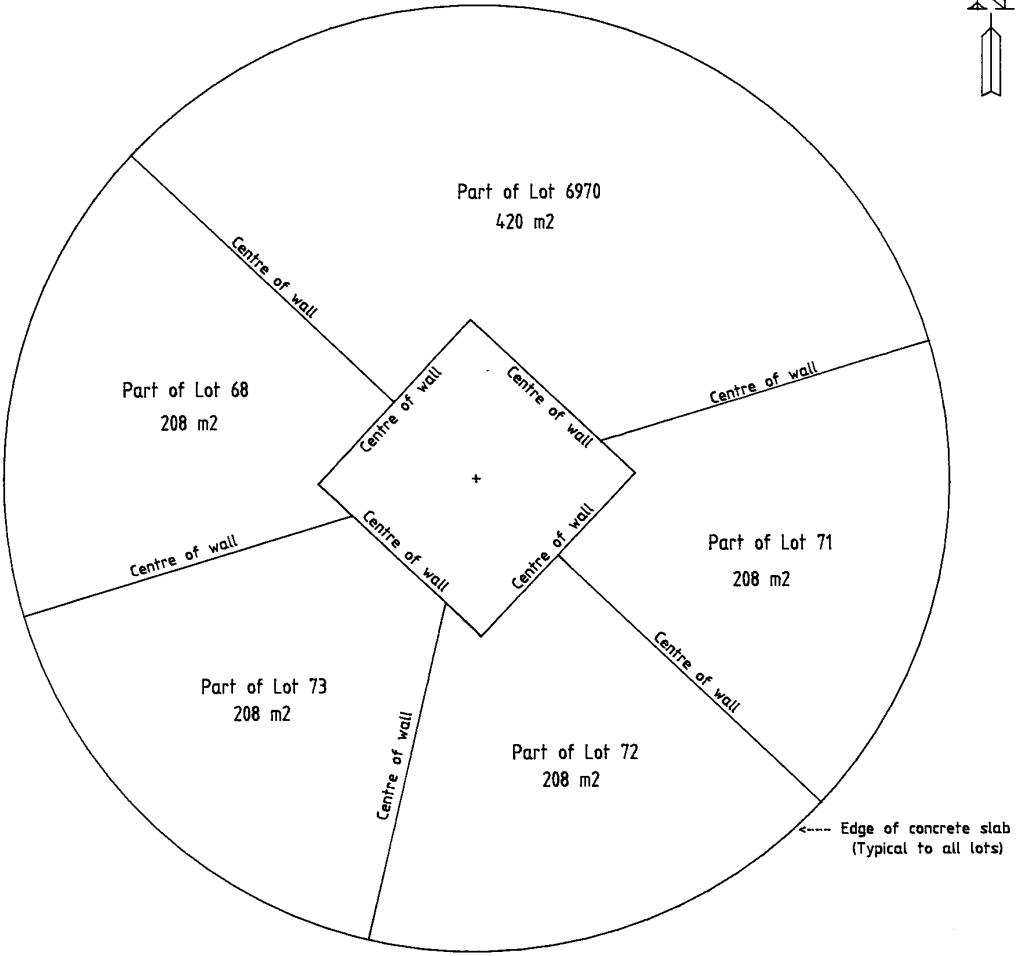 Part of Lot 6970
420 m2
Centre of wall
Part of Lot 68
208 m2
Centre of wall
Centre of wall
Centre of wall
Centre of wall
Centre of wall
Centre of wall
Centre of wall
Part of Lot 71
208 m2
Part of Lot 73
208 m2
Centre of wall
Centre of wall
Part of Lot 72
208 m2
Edge of concrete slab
(Typical to all lots)